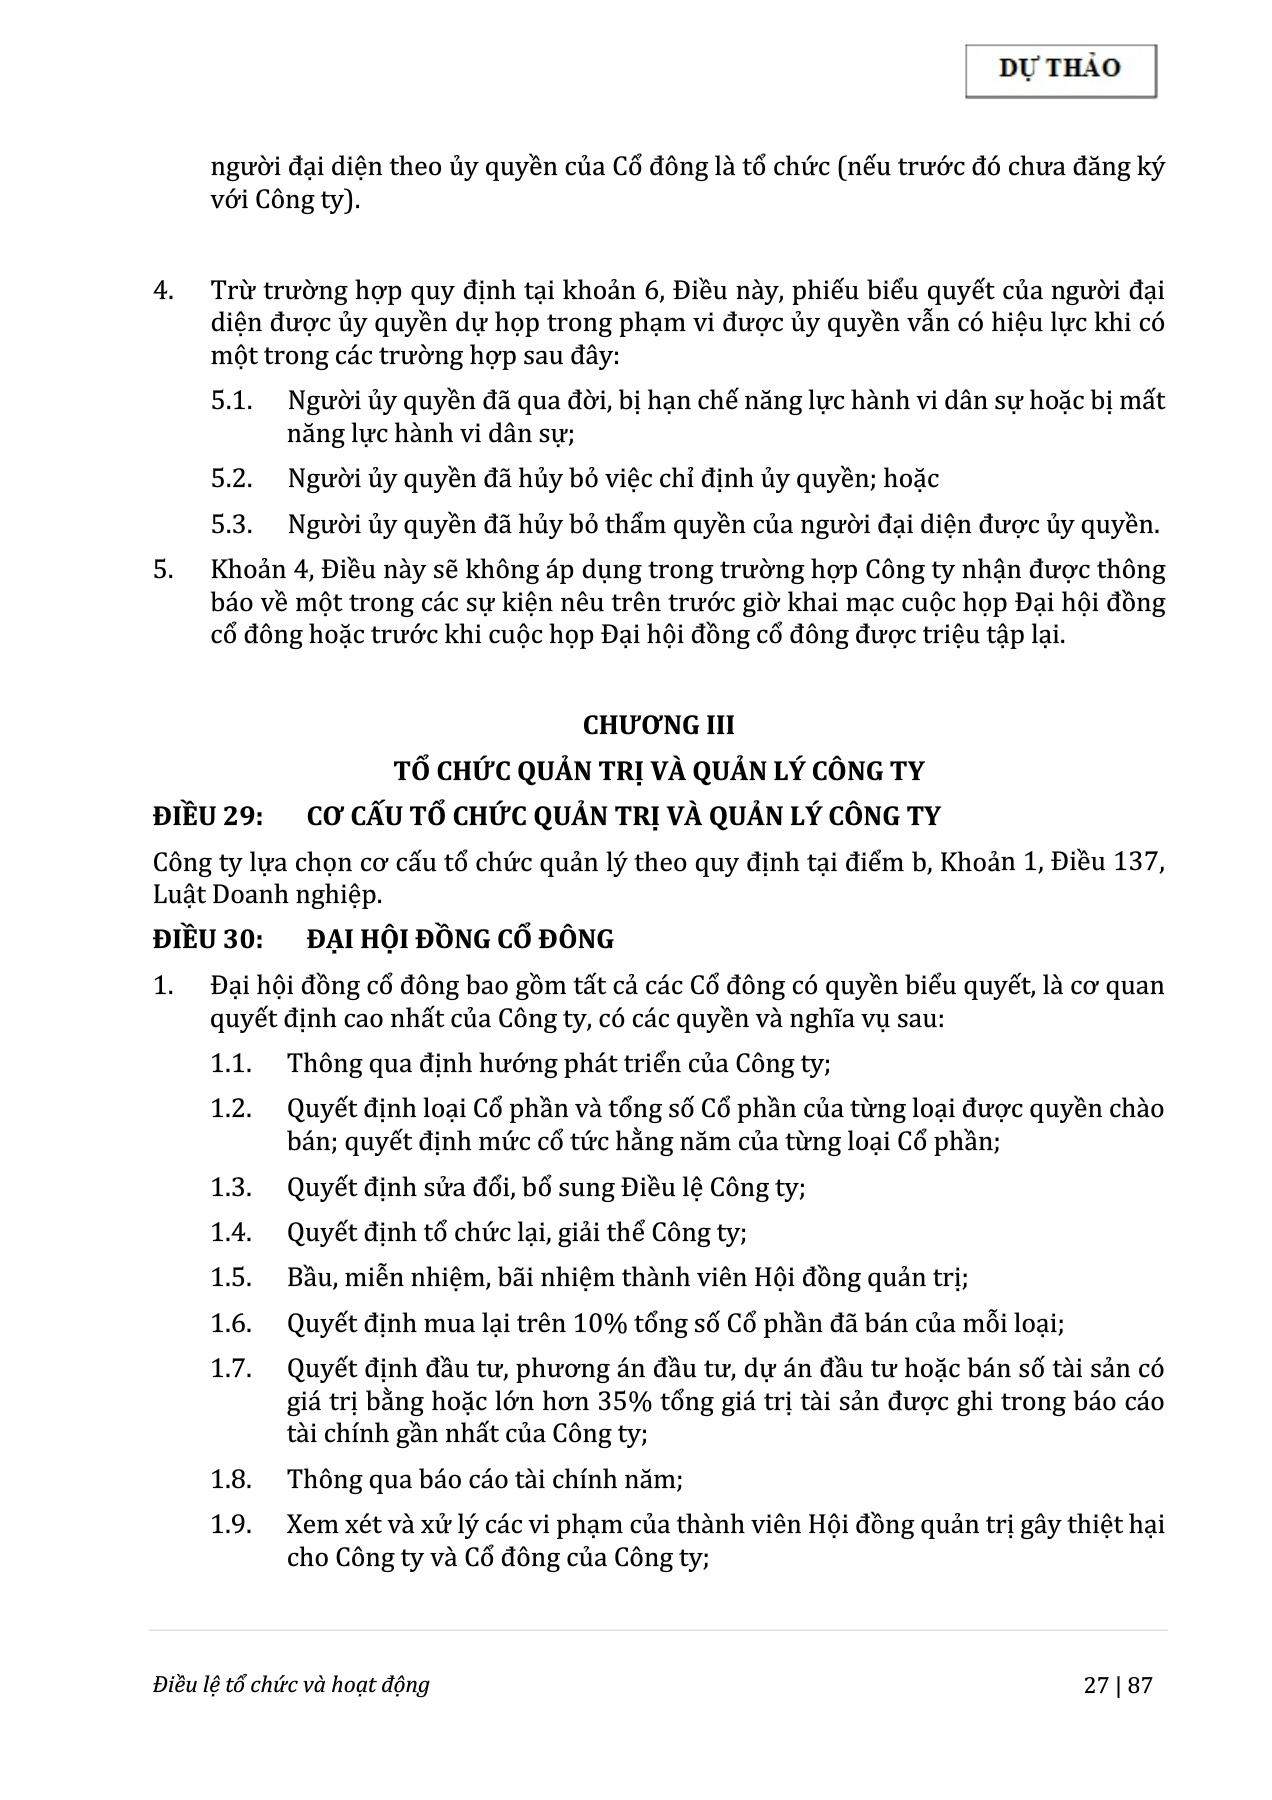 DỰ THẢO
người đại diện theo ủy quyền của Cổ đông là tổ chức (nếu trước đó chưa đăng ký
với Công ty).
4. Trừ trường hợp quy định tại khoản 6, Điều này, phiếu biểu quyết của người đại
diện được ủy quyền dự họp trong phạm vi được ủy quyền vẫn có hiệu lực khi có
một trong các trường hợp sau đây:
5.1. Người ủy quyền đã qua đời, bị hạn chế năng lực hành vi dân sự hoặc bị mất
năng lực hành vi dân sự;
5.2. Người ủy quyền đã hủy bỏ việc chỉ định ủy quyền; hoặc
5.3. Người ủy quyền đã hủy bỏ thẩm quyền của người đại diện được ủy quyền.
5. Khoản 4, Điều này sẽ không áp dụng trong trường hợp Công ty nhận được thông
báo về một trong các sự kiện nêu trên trước giờ khai mạc cuộc họp Đại hội đồng
cổ đông hoặc trước khi cuộc họp Đại hội đồng cổ đông được triệu tập lại.
CHƯƠNG III
TỔ CHỨC QUẢN TRỊ VÀ QUẢN LÝ CÔNG TY
ĐIỀU 29: CƠ CẤU TỔ CHỨC QUẢN TRỊ VÀ QUẢN LÝ CÔNG TY
Công ty lựa chọn cơ cấu tổ chức quản lý theo quy định tại điểm b, Khoản 1, Điều 137,
Luật Doanh nghiệp.
ĐIỀU 30: ĐẠI HỘI ĐỒNG CỔ ĐÔNG
1. Đại hội đồng cổ đông bao gồm tất cả các Cổ đông có quyền biểu quyết, là cơ quan
quyết định cao nhất của Công ty, có các quyền và nghĩa vụ sau:
1.1. Thông qua định hướng phát triển của Công ty;
1.2. Quyết định loại Cổ phần và tổng số Cổ phần của từng loại được quyền chào
bán; quyết định mức cổ tức hằng năm của từng loại Cổ phần;
1.3. Quyết định sửa đổi, bổ sung Điều lệ Công ty;
1.4. Quyết định tổ chức lại, giải thể Công ty;
1.5. Bầu, miễn nhiệm, bãi nhiệm thành viên Hội đồng quản trị;
1.6. Quyết định mua lại trên 10% tổng số Cổ phần đã bán của mỗi loại;
1.7. Quyết định đầu tư, phương án đầu tư, dự án đầu tư hoặc bán số tài sản có
giá trị bằng hoặc lớn hơn 35% tổng giá trị tài sản được ghi trong báo cáo
tài chính gần nhất của Công ty;
1.8. Thông qua báo cáo tài chính năm;
1.9. Xem xét và xử lý các vi phạm của thành viên Hội đồng quản trị gây thiệt hại
cho Công ty và Cổ đông của Công ty;
Điều lệ tổ chức và hoạt động 27 | 87